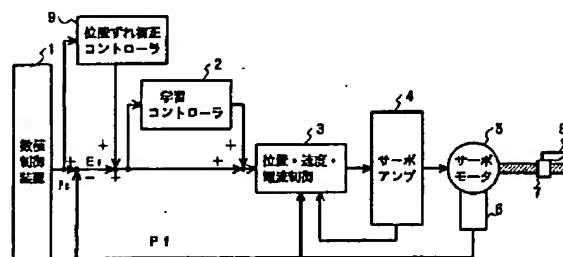 9
位置ずれ補正
コントローラ
1
2
学習
コントローラ
3
4
5
8
数値
制御
装置
Pc
+
E
-
+
+
+
+
位置・速度・
電流制御
サーボ
アンプ
サーボ
モータ
7
6
Pf